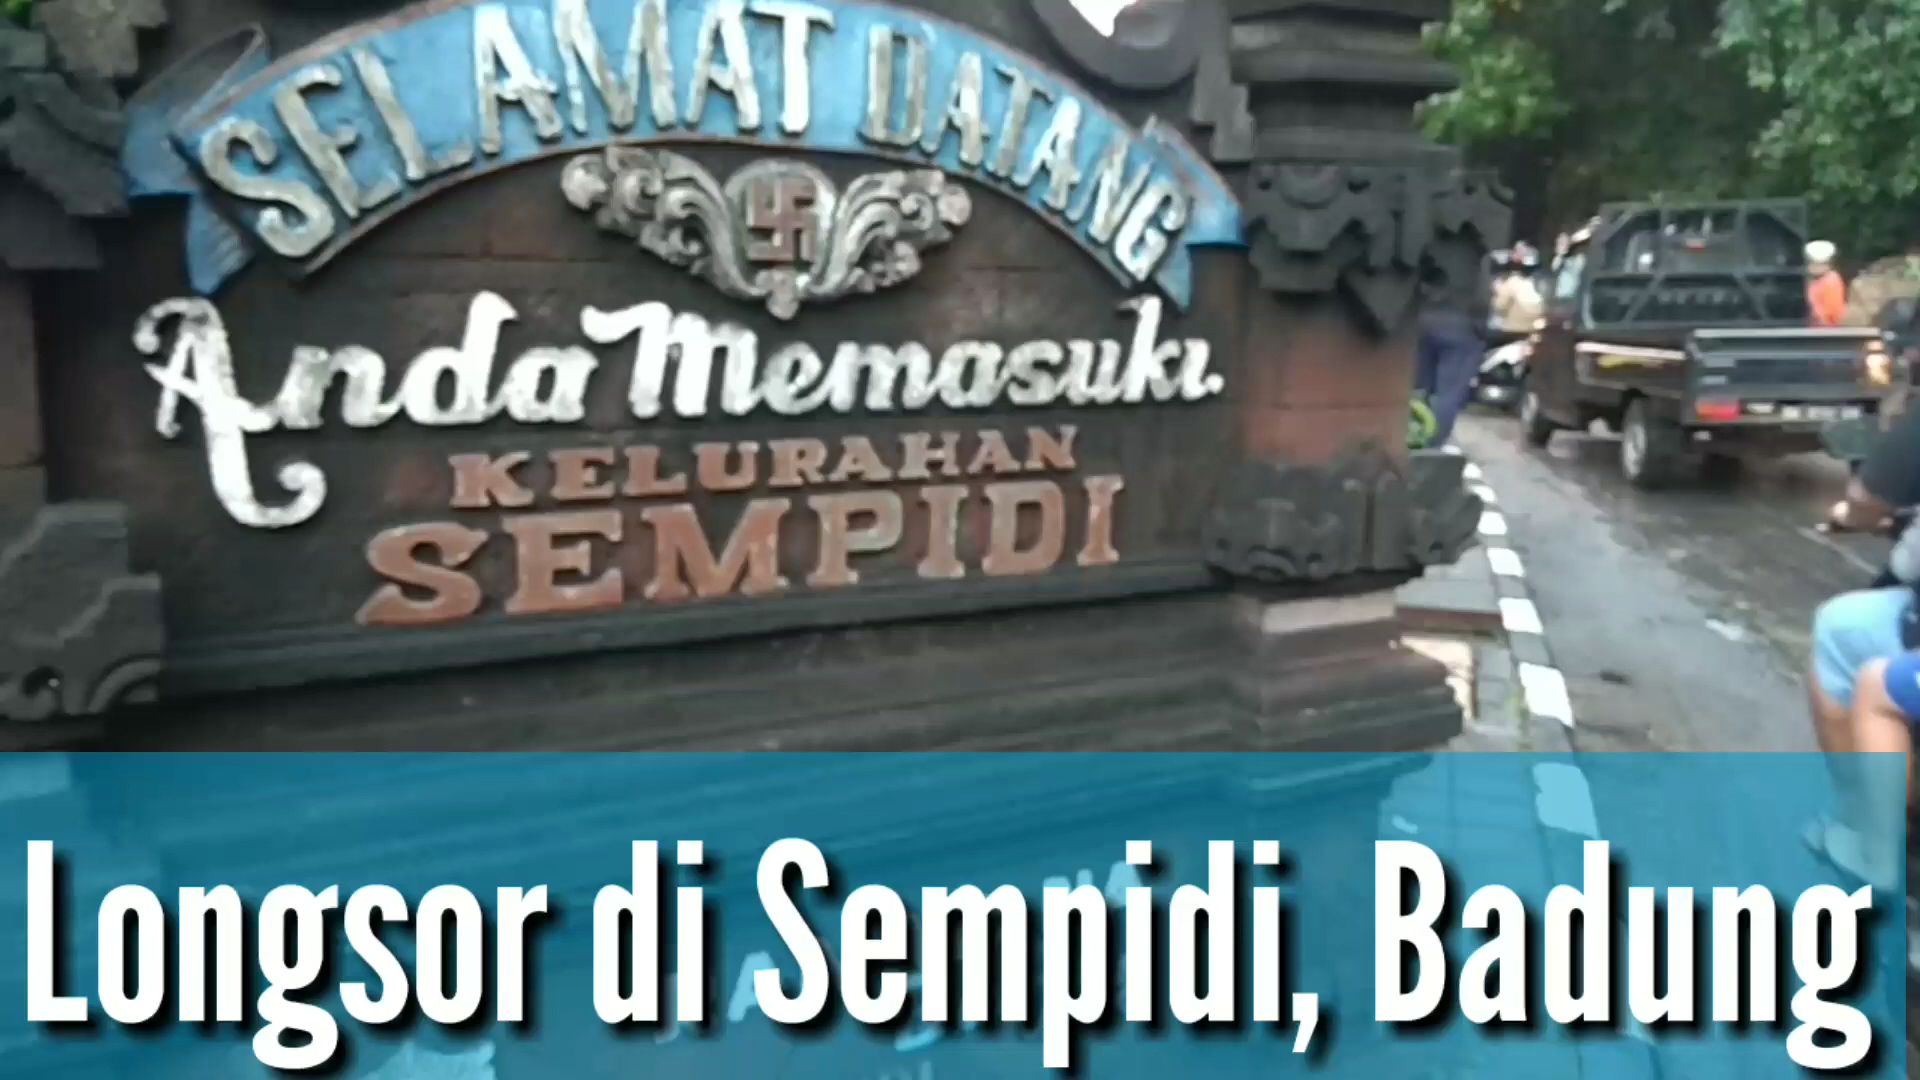 SELAMAT DATANG
Anda Memasuki.
KELURAHAN
SEMPIDI
Longsor di Sempidi, Badung